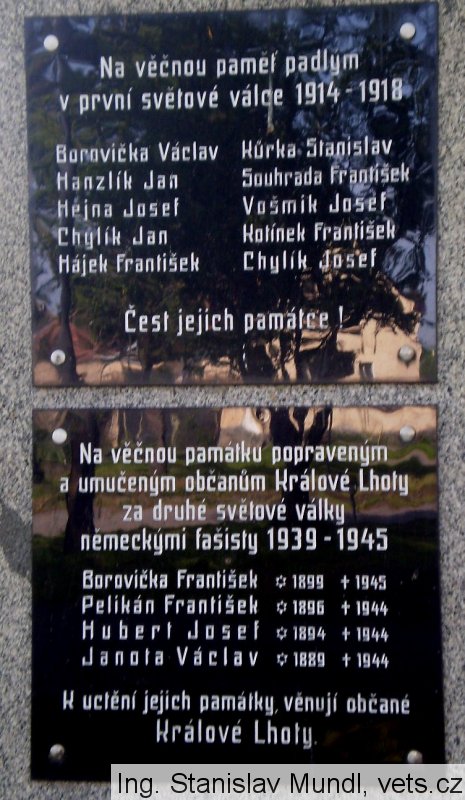 Na věčnou paměť padlym
v první světové válce 1914 - 1918
Borovička Václav Kůrka Stanislav
Hanzlík Jan Souhrada František
Hejna Josef Vošmik Josef
Chylík Jan Kotínek František
Hájek František Chylík Josef
Čest jejich památce !
Na věčnou památku popraveným
a umučeným občanům Králové Lhoty
za druhé světové války
německými fašisty 1939 - 1945
Borovička František ✡ 1899 † 1945
Pelikán František ✡ 1896 † 1944
Hubert Josef ✡ 1894 † 1944
Janota Václav ✡ 1889 † 1944
K uctění jejich památky, věnují občané
Králové Lhoty.
Ing. Stanislav Mundl, vets.cz